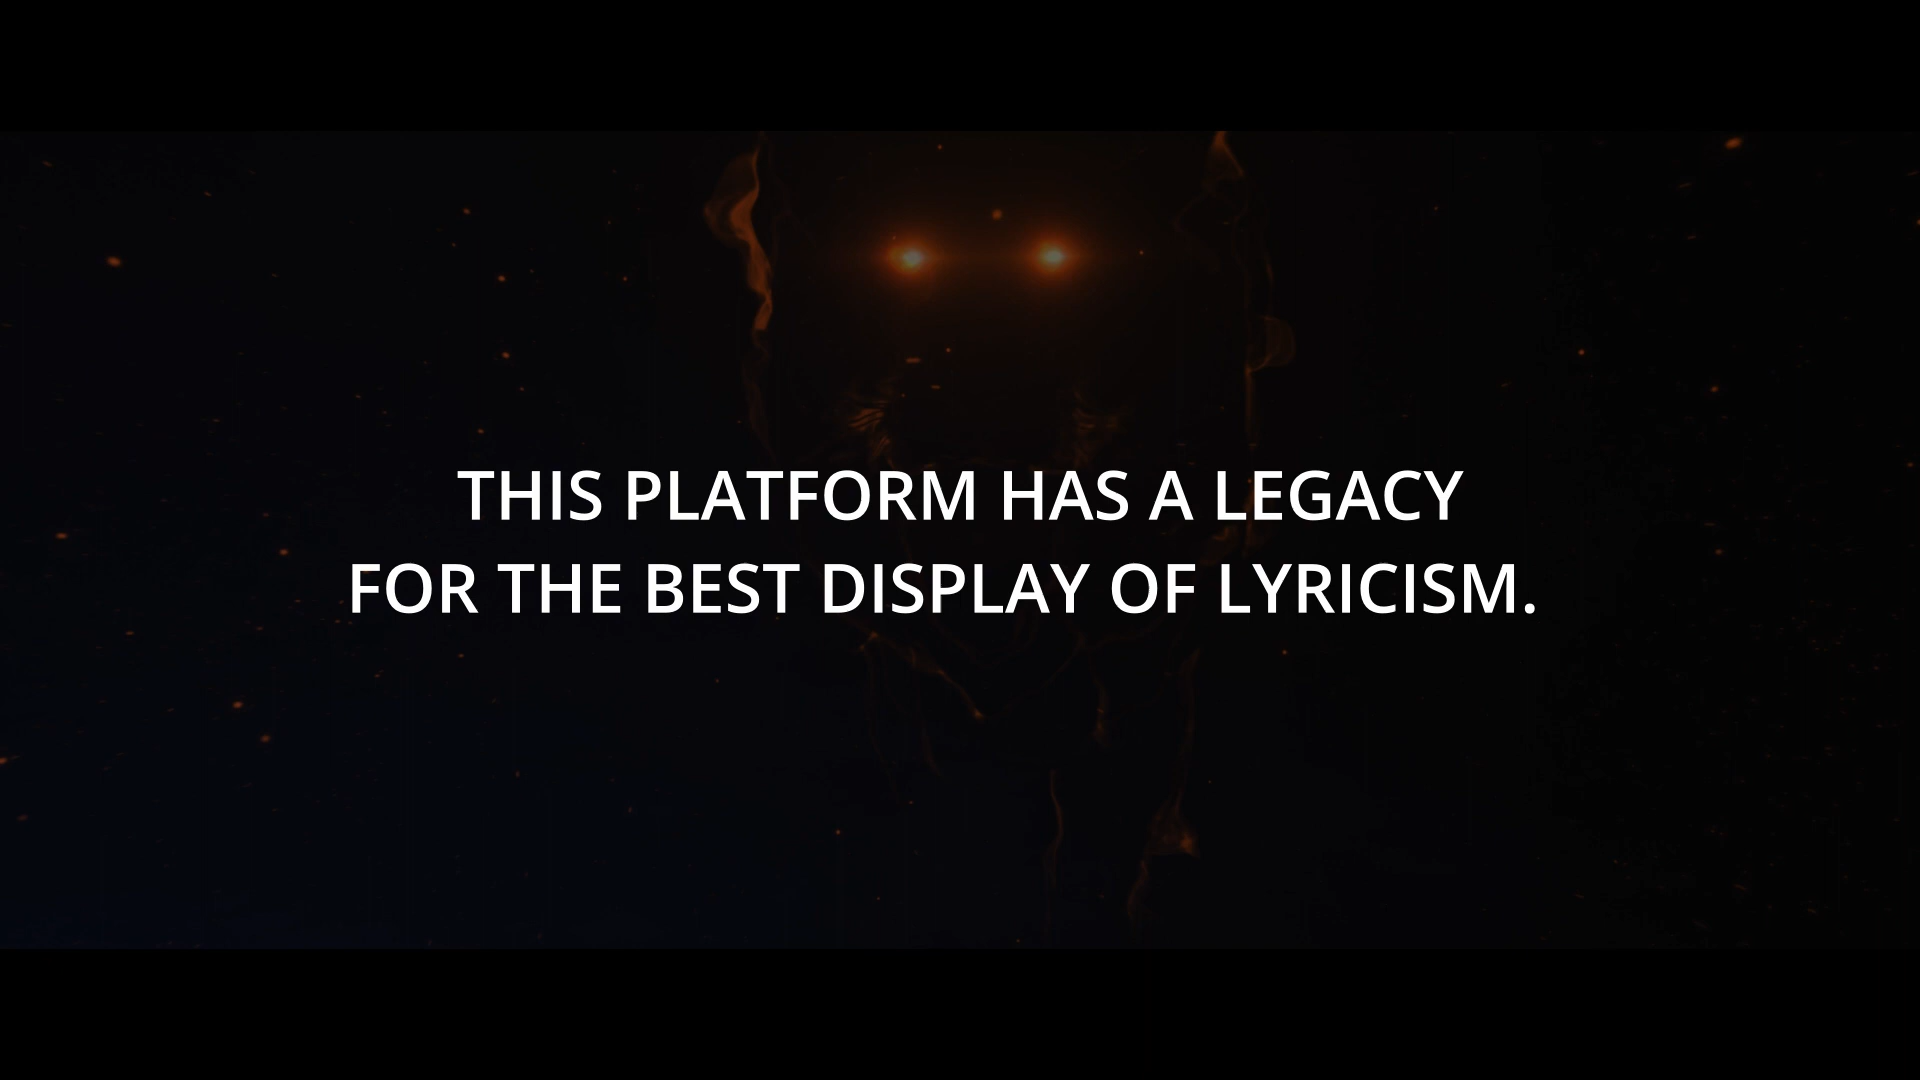 THIS PLATFORM HAS A LEGACY
FOR THE BEST DISPLAY OF LYRICISM.